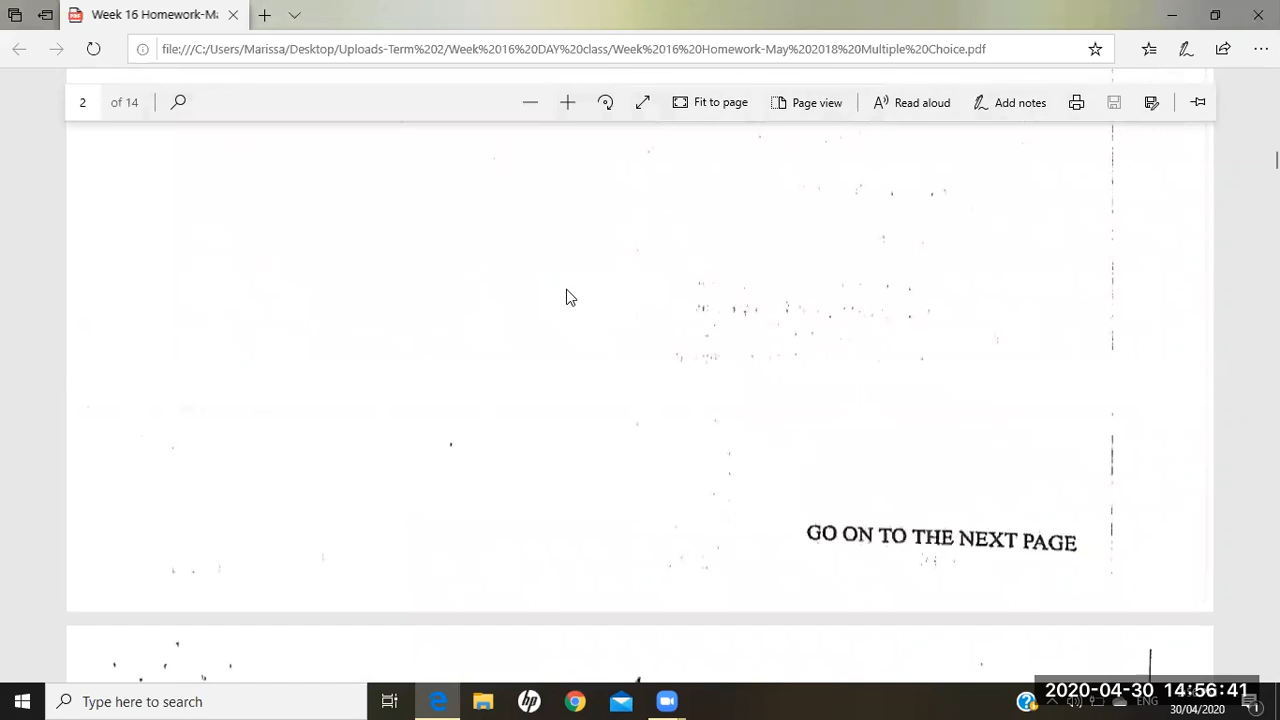 Week 16 Homework-Ma
file:///C:/Users/Marissa/Desktop/Uploads-Term%202/Week%2016%20DAY%20class/Week%2016%20Homework-May%202018%20Multiple%20Choice.pdf
2 of 14
Fit to page
Page view
Read aloud
Add notes
GO ON TO THE NEXT PAGE
Type here to search
2020-04-30 14:56:41
ENG
30/04/2020